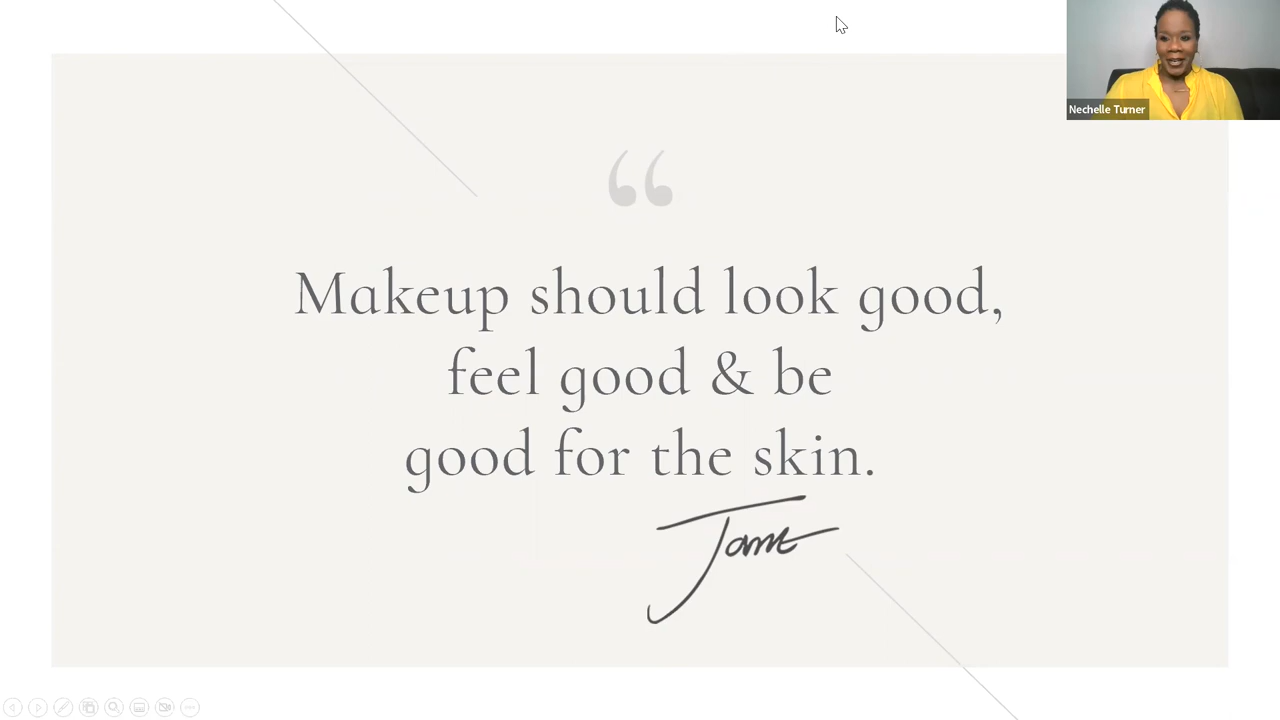 Nechelle Turner
“
Makeup should look good,
feel good & be
good for the skin.
Jane